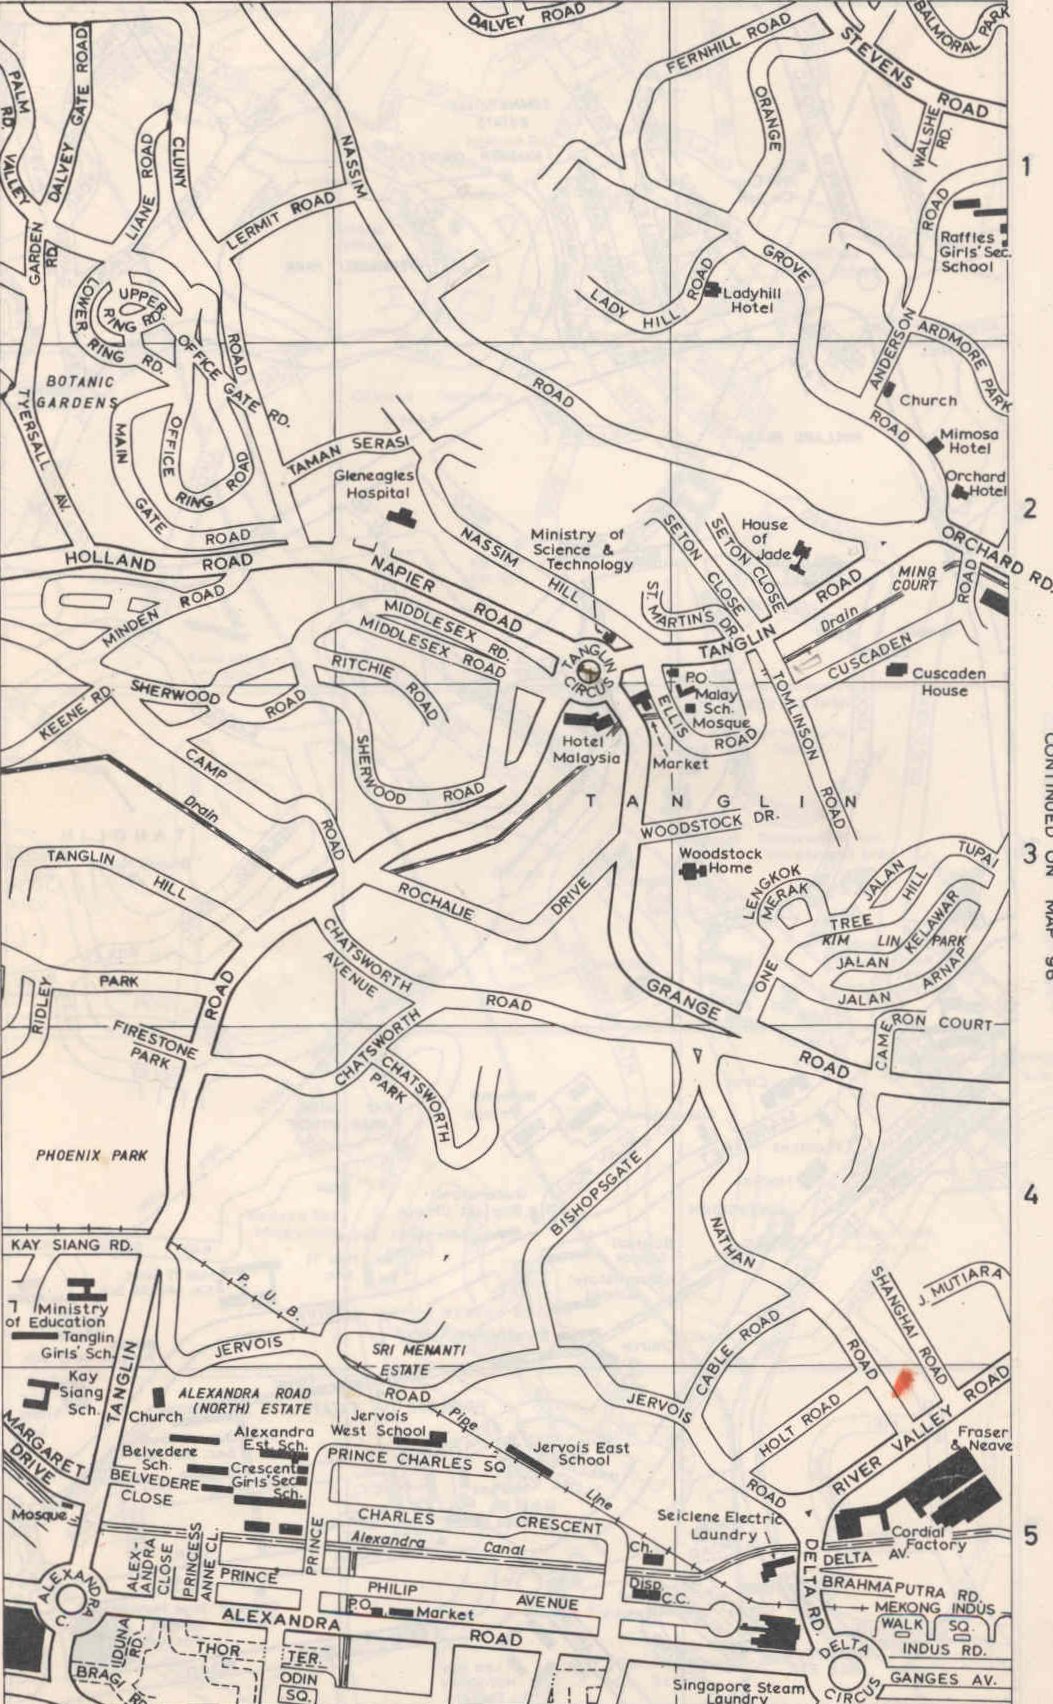 DALVEY ROAD
BALMORAL PARK
STEVENS ROAD
FERNHILL ROAD
PALM
RD.
VALLEY
DALVEY GATE ROAD
LIANE ROAD
CLUNY
ROAD
NASSIM
ROAD
ORANGE
GROVE
ROAD
WALSHE
RD.
1
LERMIT ROAD
GARDEN
RD.
ROAD
ANDERSON
Raffles
Girls' Sec.
School
LADY HILL ROAD
Ladyhill
Hotel
UPPER
RING RD.
LOWER
RING RD.
OFFICE GATE RD.
ARDMORE PARK
Church
BOTANIC
GARDENS
TYERSALL
AV.
MAIN
GATE
ROAD
OFFICE
RING ROAD
TAMAN SERASI
Gleneagles
Hospital
Mimosa
Hotel
Orchard
Hotel
2
ORCHARD RD.
HOLLAND ROAD
NAPIER ROAD
NASSIM HILL
Ministry of
Science &
Technology
SETON CLOSE
SETON CLOSE
House
of
Jade
ST. MARTIN'S DR.
TANGLIN ROAD
MING
COURT
Drain
CUSCADEN
ROAD
Cuscaden
House
MINDEN ROAD
MIDDLESEX
RD.
MIDDLESEX ROAD
RITCHIE ROAD
TANGLIN
CIRCUS
PO
Malay
Sch.
Mosque
ELLIS
ROAD
TOMLINSON
ROAD
KEENE RD.
SHERWOOD
ROAD
SHERWOOD
ROAD
CAMP
ROAD
Drain
Hotel
Malaysia
Market
TANGLIN
WOODSTOCK DR.
Woodstock
Home
3
CONTINUED ON MAP 98
TANGLIN
HILL
ROCHALIE
DRIVE
LENGKOK
MERAK
JALAN
HILL
TUPAI
TREE
ONE
KIM LIN PARK
JALAN KELAWAR
JALAN ARNAP
CHATSWORTH
AVENUE
RIDLEY
PARK
ROAD
CHATSWORTH
ROAD
GRANGE
ROAD
CAMERON COURT
FIRESTONE
PARK
CHATSWORTH
PARK
CHATSWORTH
PHOENIX PARK
BISHOPSGATE
4
NATHAN
ROAD
KAY SIANG RD.
P. U. B.
Ministry
of Education
Tanglin
Girls' Sch.
Kay
Siang
Sch.
TANGLIN
JERVOIS
ROAD
SRI MENANTI
ESTATE
CABLE ROAD
SHANGHAI ROAD
J. MUTIARA
ALEXANDRA ROAD
(NORTH) ESTATE
Church
JERVOIS
ROAD
HOLT ROAD
RIVER VALLEY ROAD
Fraser
& Neave
MARGARET
DRIVE
Mosque
Belvedere
Sch.
BELVEDERE
CLOSE
Alexandra
Est. Sch.
Crescent
Girls' Sec.
Sch.
Jervois
West School
PRINCE CHARLES SQ
Pipe
Line
Jervois East
School
Seiclene Electric
Laundry
Cordial
Factory
5
CHARLES CRESCENT
Alexandra Canal
PRINCE
ALEX-
ANDRA
CLOSE
PRINCESS
ANNE CL.
PRINCE PHILIP AVENUE
P.O.
Market
Ch.
Disp.
C.C.
DELTA RD.
DELTA AV.
BRAHMAPUTRA RD.
MEKONG INDUS
WALK SQ.
INDUS RD.
GANGES AV.
DELTA
CIRCUS
ALEXANDRA
C.
ALEXANDRA ROAD
IDUNA
RD.
BRAGI
THOR
TER.
ODIN
SQ.
Singapore Steam
Laundry